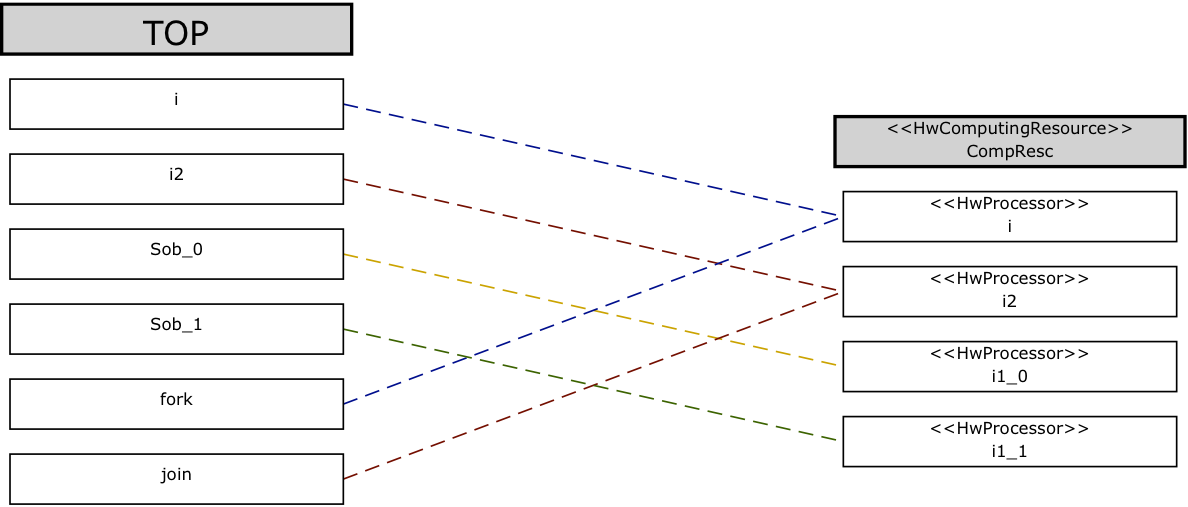 TOP
i
i2
Sob_0
Sob_1
fork
join
<<HwComputingResource>>
CompResc
<<HwProcessor>>
i
<<HwProcessor>>
i2
<<HwProcessor>>
i1_0
<<HwProcessor>>
i1_1